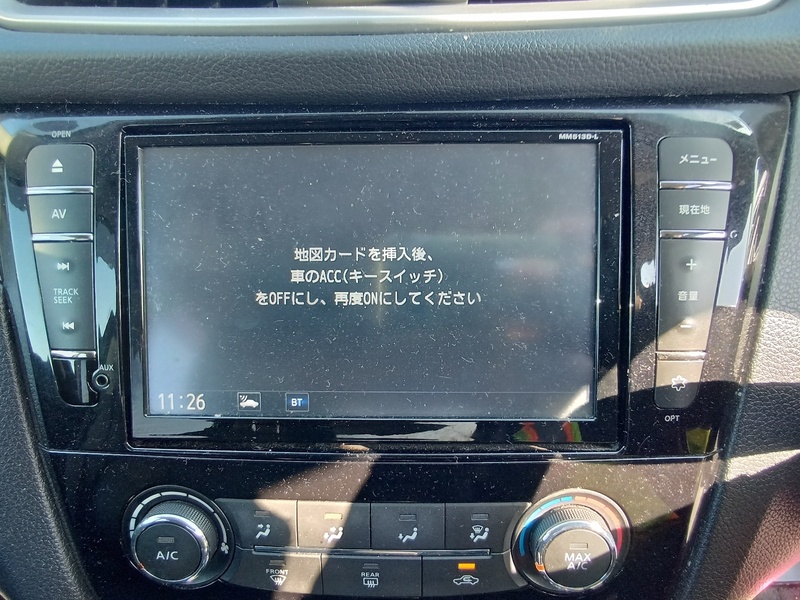 OPEN
MM513D-L
AV
TRACK
SEEK
AUX
地図カードを挿入後、
車のACC(キースイッチ)
をOFFにし、再度ONにしてください
11:26
BT
メニュー
現在地
+
音量
-
OPT
A/C
FRONT
REAR
MAX
A/C